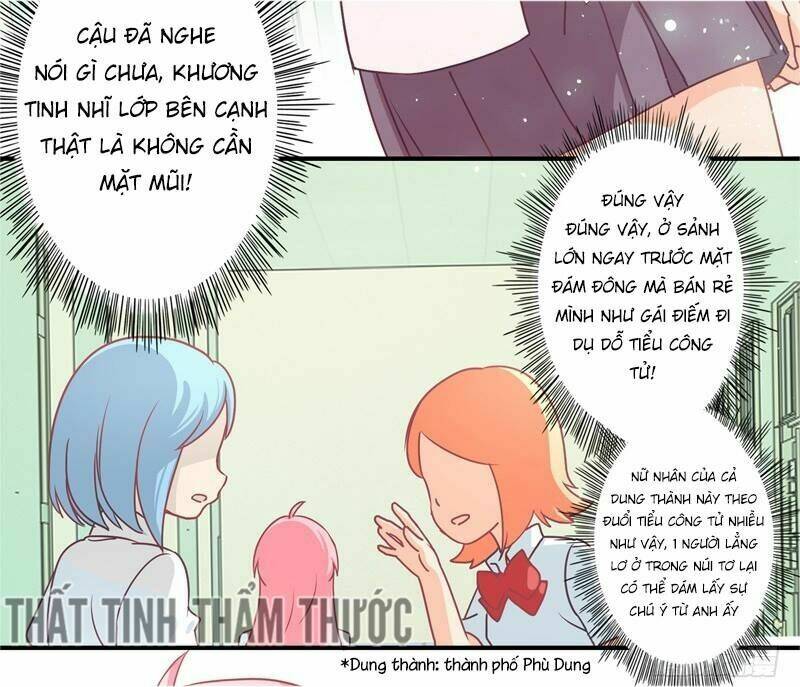 CẬU ĐÃ NGHE
NÓI GÌ CHƯA, KHƯƠNG
TINH NHĨ LỚP BÊN CẠNH
THẬT LÀ KHÔNG CẦN
MẶT MŨI!
ĐÚNG VẬY
ĐÚNG VẬY, Ở SẢNH
LỚN NGAY TRƯỚC MẶT
ĐÁM ĐÔNG MÀ BÁN RẺ
MÌNH NHƯ GÁI ĐIẾM ĐI
DỤ DỖ TIỂU CÔNG
TỬ!
NỮ NHÂN CỦA CẢ
DUNG THÀNH NÀY THEO
ĐUỔI TIỂU CÔNG TỬ NHIỀU
NHƯ VẬY, 1 NGƯỜI LẲNG
LƠ Ở TRONG NÚI TƠ LẠI
CÓ THỂ DÁM LẤY SỰ
CHÚ Ý TỪ ANH ẤY
THẤT TINH THẨM THƯỚC
*Dung thành: thành phố Phù Dung